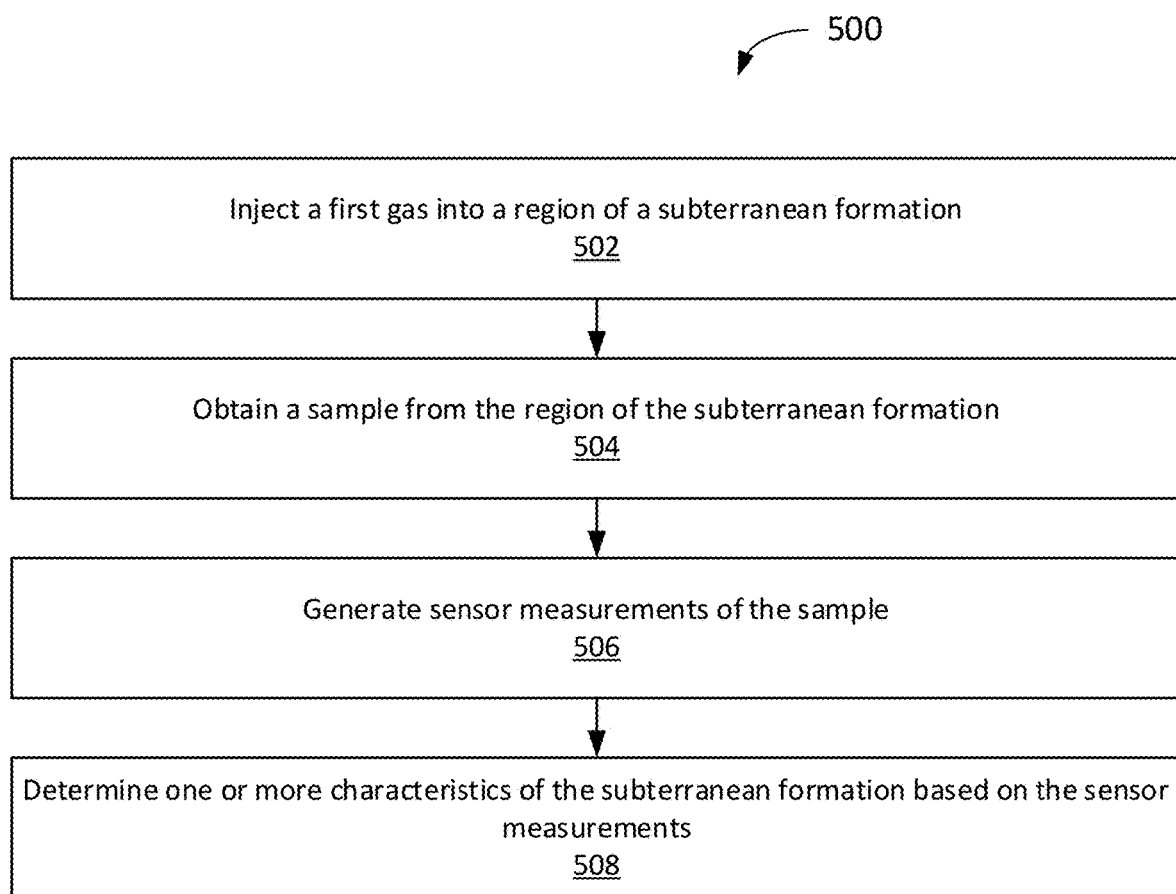 500
Inject a first gas into a region of a subterranean formation
502
Obtain a sample from the region of the subterranean formation
504
Generate sensor measurements of the sample
506
Determine one or more characteristics of the subterranean formation based on the sensor
measurements
508